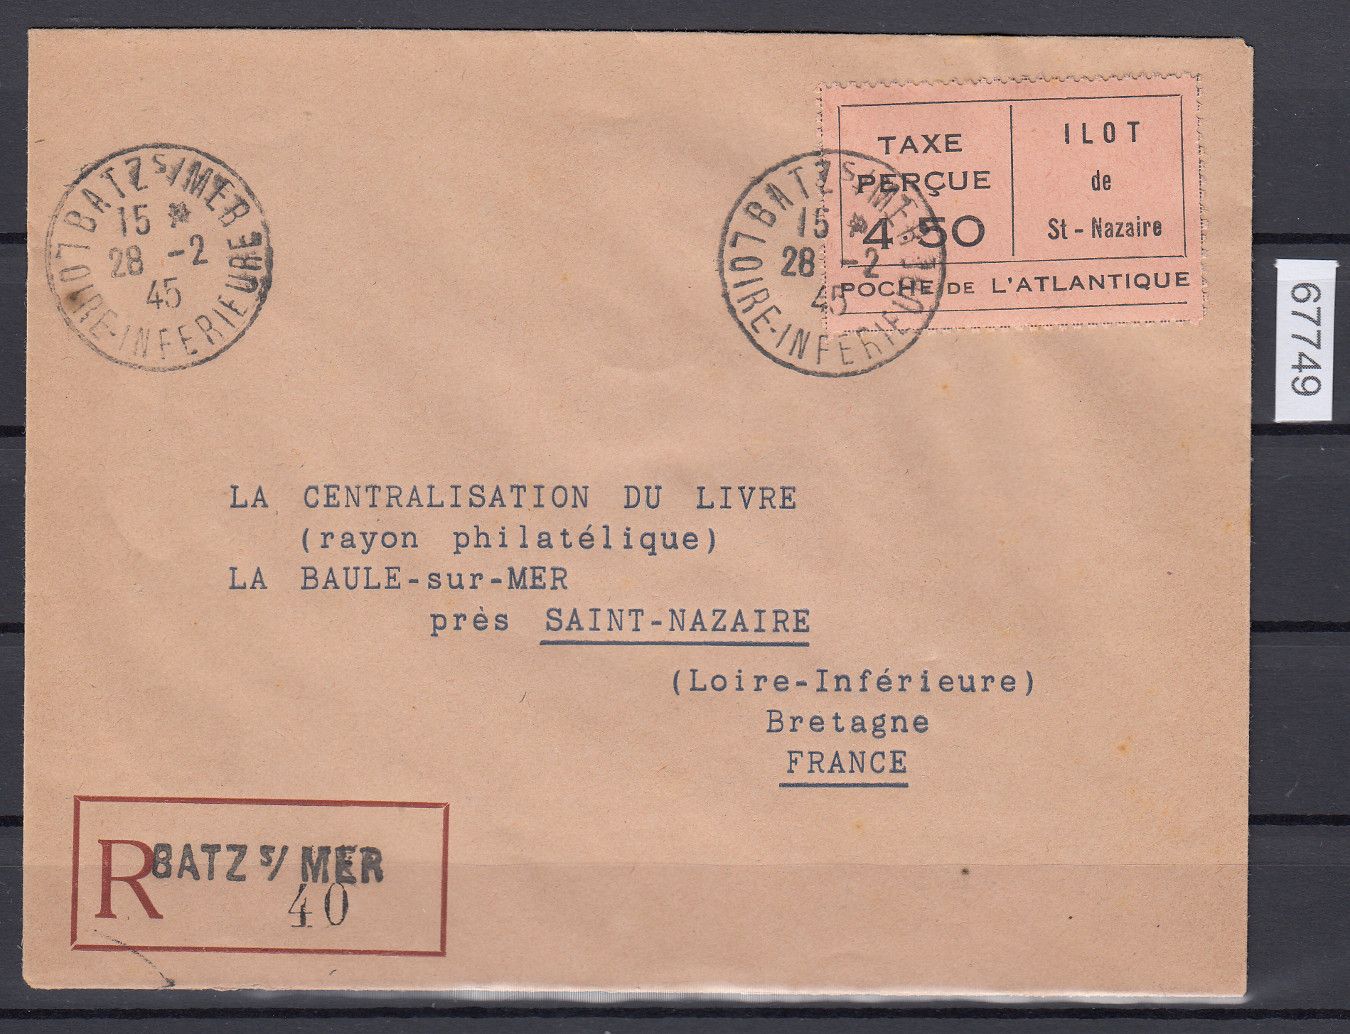 BATZ S/MER
15 *
28 -2
45
LOIRE-INFERIEURE
BATZ S/MER
15 *
28 -2
45
LOIRE-INFERIEURE
TAXE
PERÇUE
4 50
ILOT
de
St - Nazaire
POCHE DE L'ATLANTIQUE
67749
LA CENTRALISATION DU LIVRE
(rayon philatélique)
LA BAULE-sur-MER
près SAINT-NAZAIRE
(Loire-Inférieure)
Bretagne
FRANCE
R BATZ S/ MER
40